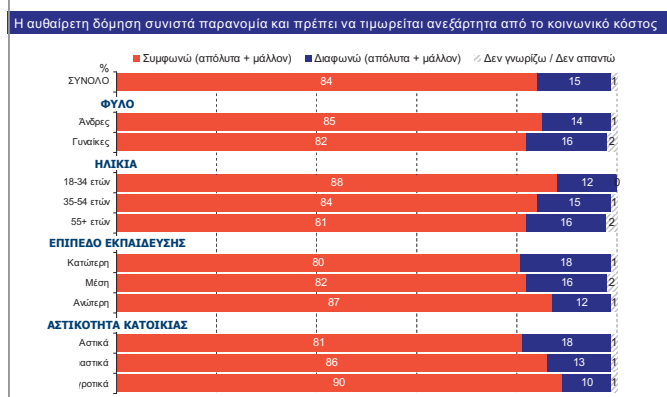 Η αυθαίρετη δόμηση συνιστά παρανομία και πρέπει να τιμωρείται ανεξάρτητα από το κοινωνικό κόστος
Συμφωνώ (απόλυτα + μάλλον) Διαφωνώ (απόλυτα + μάλλον) Δεν γνωρίζω / Δεν απαντώ
%
ΣΥΝΟΛΟ 84 15 1
ΦΥΛΟ
Άνδρες 85 14 1
Γυναίκες 82 16 2
ΗΛΙΚΙΑ
18-34 ετών 88 12 0
35-54 ετών 84 15 1
55+ ετών 81 16 2
ΕΠΙΠΕΔΟ ΕΚΠΑΙΔΕΥΣΗΣ
Κατώτερη 80 18 1
Μέση 82 16 2
Ανώτερη 87 12 1
ΑΣΤΙΚΟΤΗΤΑ ΚΑΤΟΙΚΙΑΣ
Αστικά 81 18 1
ιαστικά 86 13 1
γροτικά 90 10 1